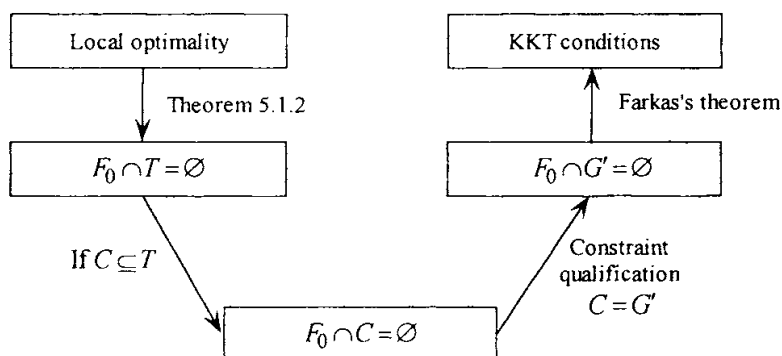 Local optimality
KKT conditions
Theorem 5.1.2
Farkas's theorem
F₀ ∩ T = ∅
F₀ ∩ G′ = ∅
If C ⊆ T
Constraint
qualification
C = G′
F₀ ∩ C = ∅